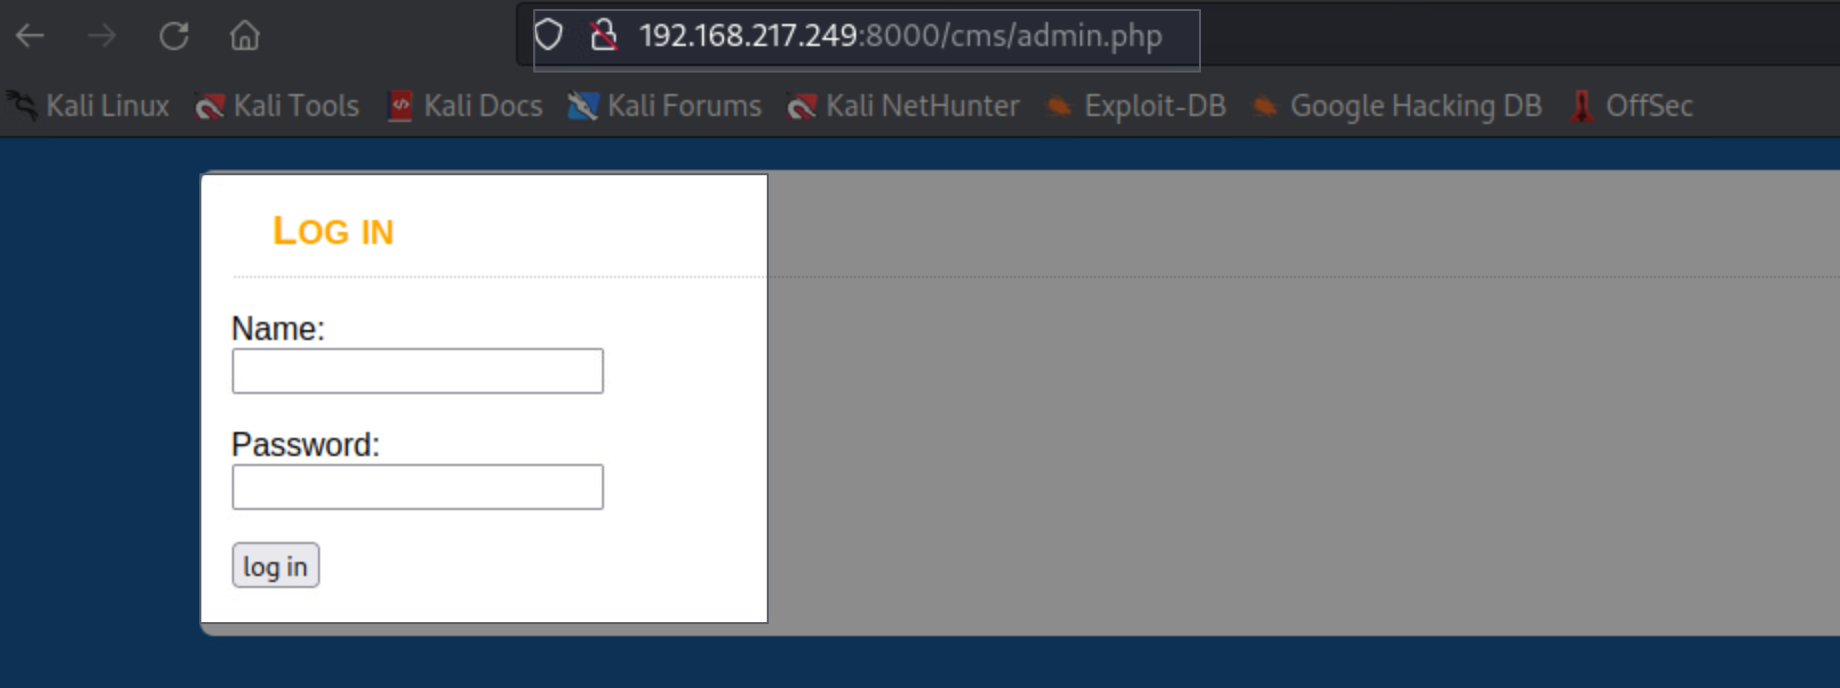 192.168.217.249:8000/cms/admin.php
Kali Linux Kali Tools Kali Docs Kali Forums Kali NetHunter Exploit-DB Google Hacking DB OffSec
LOG IN
Name:
Password:
log in